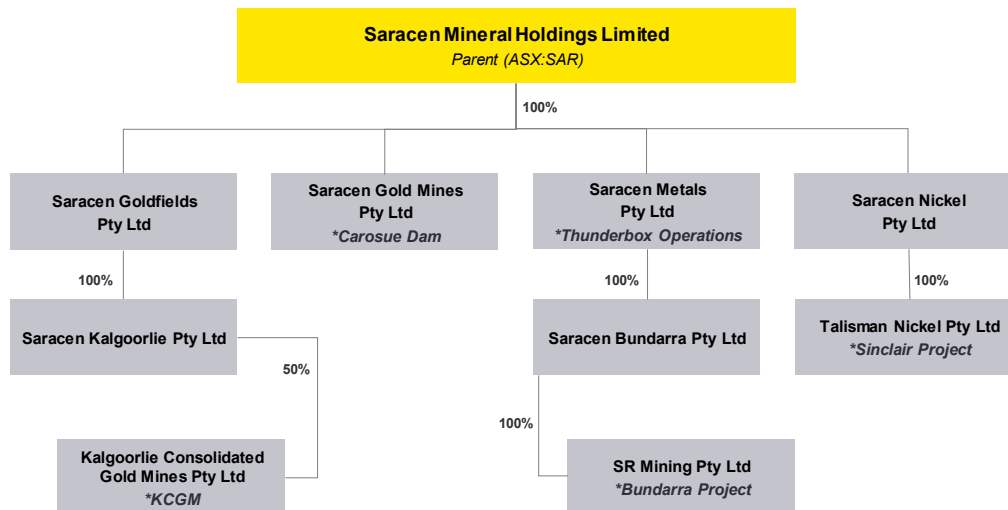 Saracen Mineral Holdings Limited
Parent (ASX:SAR)
100%
Saracen Goldfields
Pty Ltd
Saracen Gold Mines
Pty Ltd
*Carosue Dam
Saracen Metals
Pty Ltd
*Thunderbox Operations
Saracen Nickel
Pty Ltd
100%
100%
100%
Saracen Kalgoorlie Pty Ltd
Saracen Bundarra Pty Ltd
Talisman Nickel Pty Ltd
*Sinclair Project
50%
100%
Kalgoorlie Consolidated
Gold Mines Pty Ltd
*KCGM
SR Mining Pty Ltd
*Bundarra Project